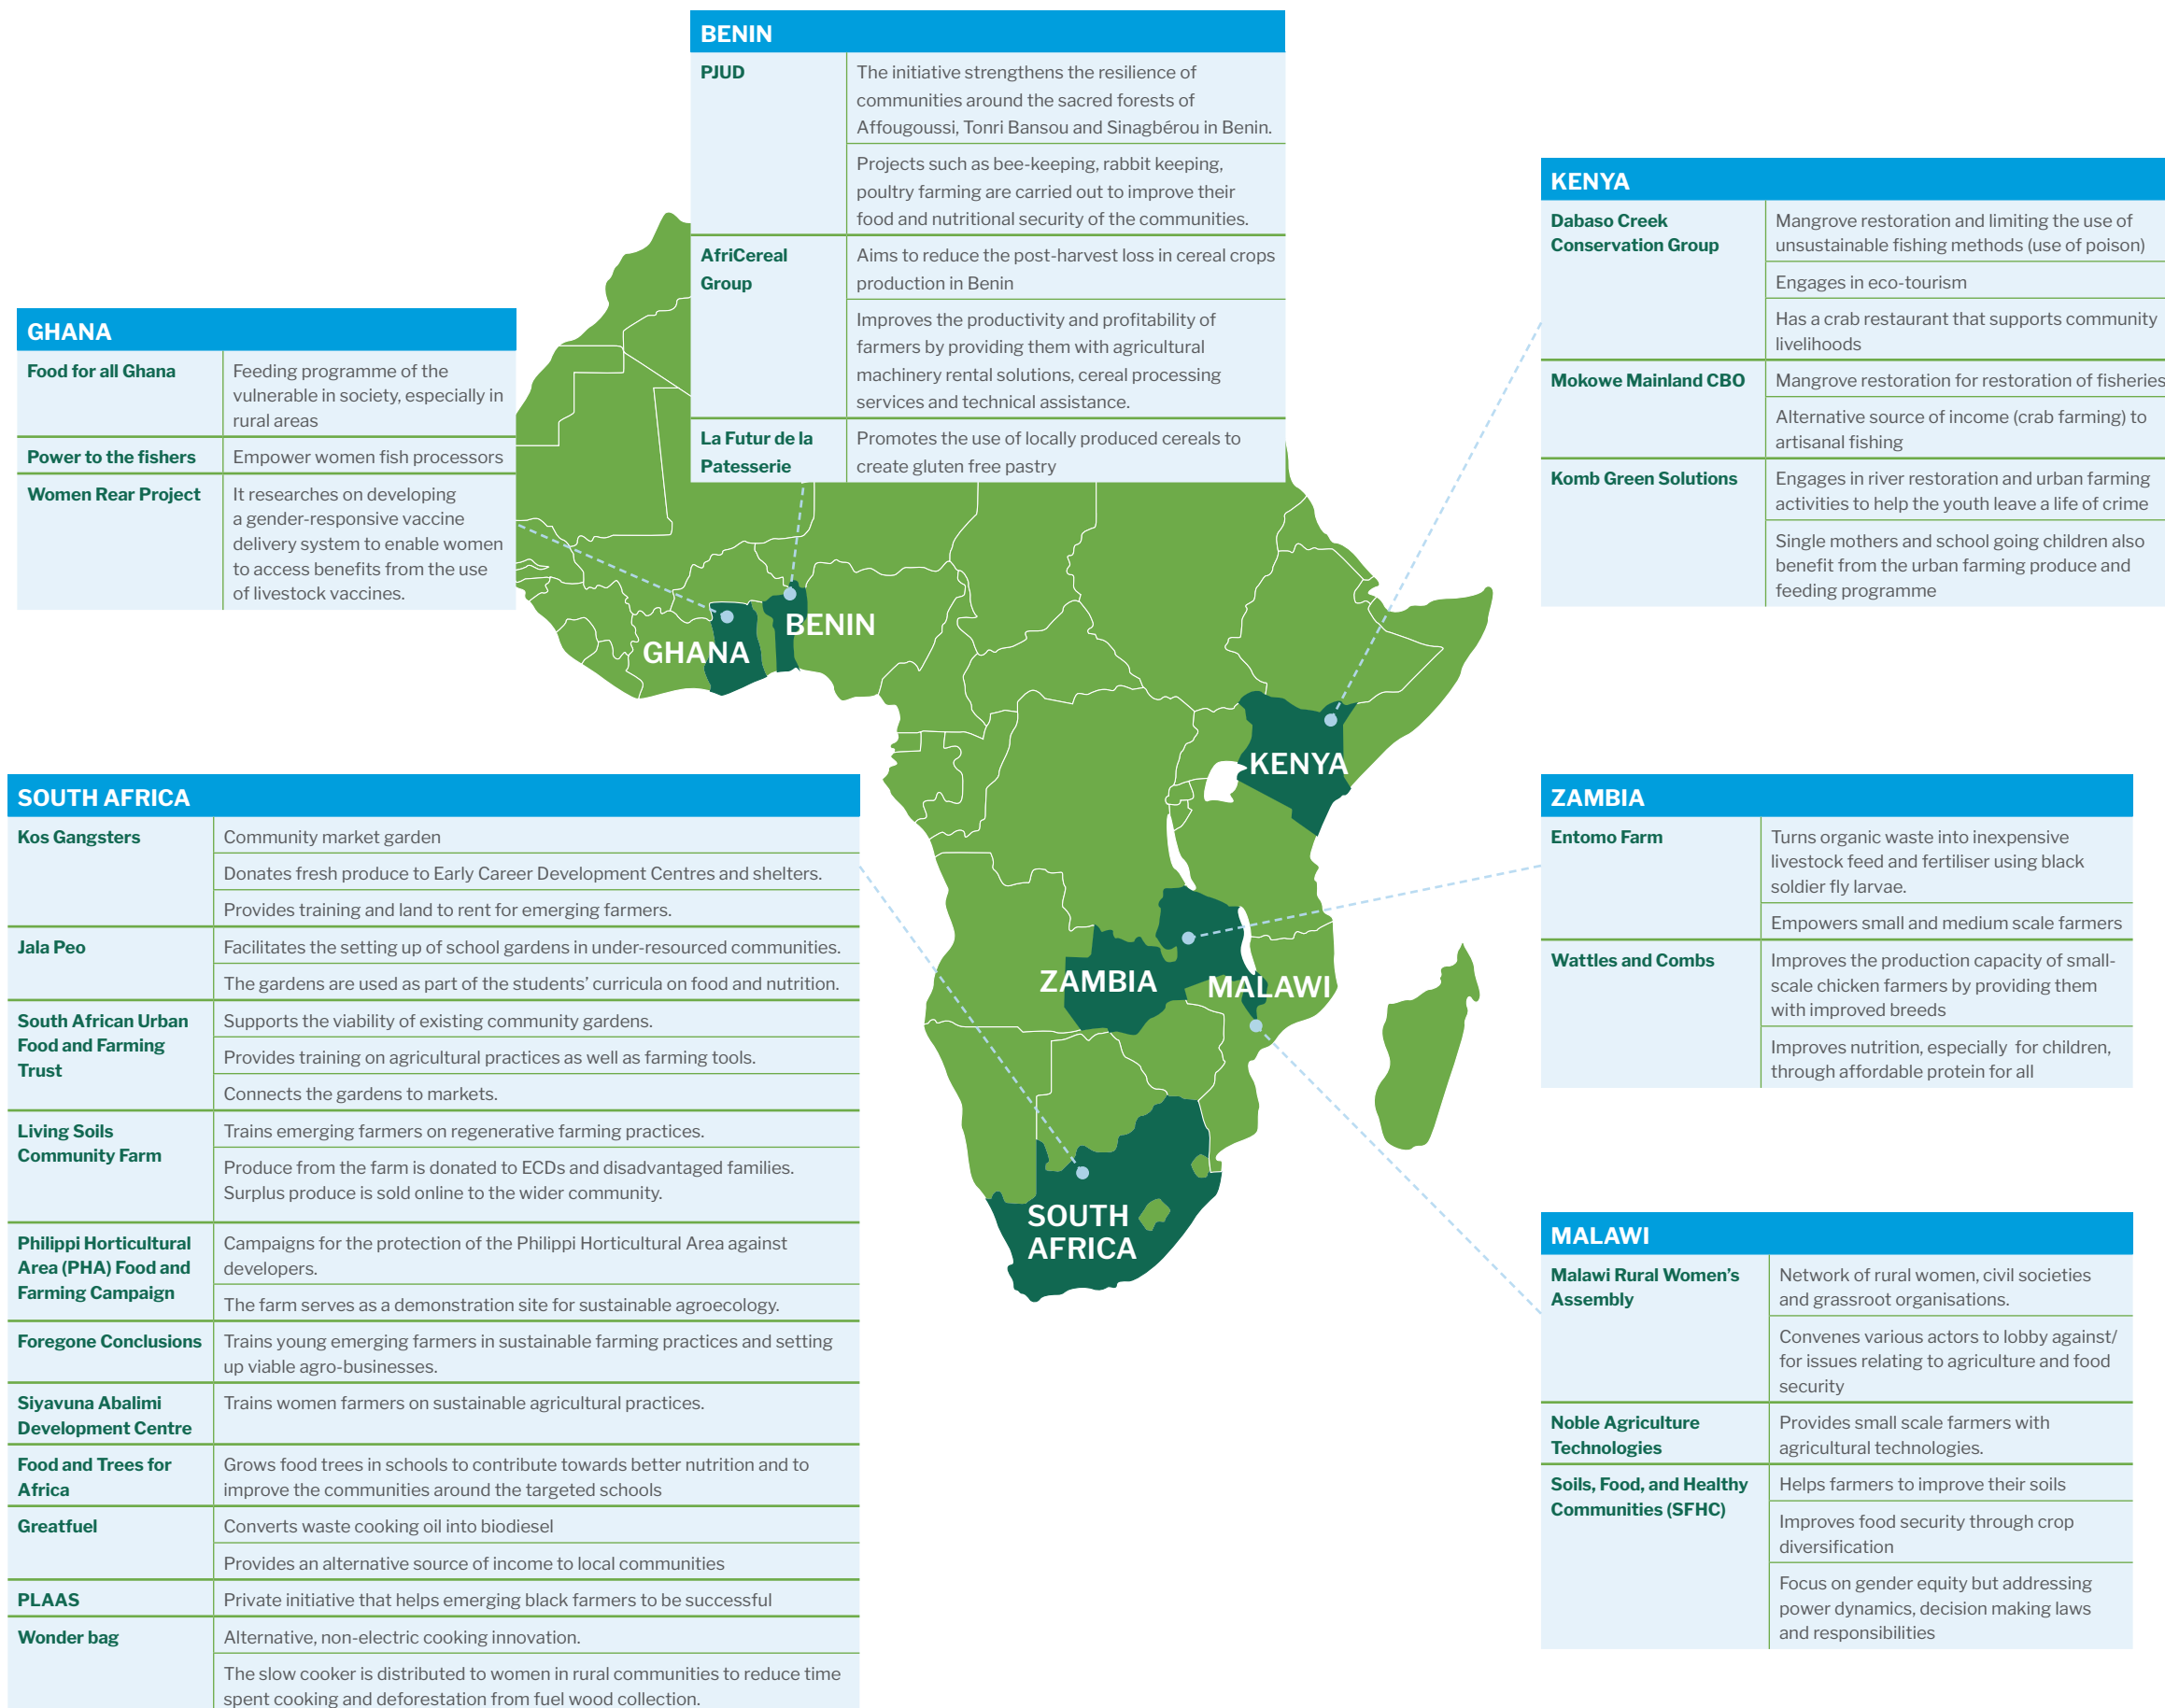 BENIN
PJUD
The initiative strengthens the resilience of
communities around the sacred forests of
Affougoussi, Tonri Bansou and Sinagbérou in Benin.
Projects such as bee-keeping, rabbit keeping,
poultry farming are carried out to improve their
food and nutritional security of the communities.
AfriCereal
Group
Aims to reduce the post-harvest loss in cereal crops
production in Benin
Improves the productivity and profitability of
farmers by providing them with agricultural
machinery rental solutions, cereal processing
services and technical assistance.
La Futur de la
Patesserie
Promotes the use of locally produced cereals to
create gluten free pastry
KENYA
Dabaso Creek
Conservation Group
Mangrove restoration and limiting the use of
unsustainable fishing methods (use of poison)
Engages in eco-tourism
Has a crab restaurant that supports community
livelihoods
Mokowe Mainland CBO
Mangrove restoration for restoration of fisheries
Alternative source of income (crab farming) to
artisanal fishing
Komb Green Solutions
Engages in river restoration and urban farming
activities to help the youth leave a life of crime
Single mothers and school going children also
benefit from the urban farming produce and
feeding programme
GHANA
Food for all Ghana
Feeding programme of the
vulnerable in society, especially in
rural areas
Power to the fishers
Empower women fish processors
Women Rear Project
It researches on developing
a gender-responsive vaccine
delivery system to enable women
to access benefits from the use
of livestock vaccines.
BENIN
GHANA
KENYA
ZAMBIA
MALAWI
SOUTH
AFRICA
SOUTH AFRICA
Kos Gangsters
Community market garden
Donates fresh produce to Early Career Development Centres and shelters.
Provides training and land to rent for emerging farmers.
Jala Peo
Facilitates the setting up of school gardens in under-resourced communities.
The gardens are used as part of the students’ curricula on food and nutrition.
South African Urban
Food and Farming
Trust
Supports the viability of existing community gardens.
Provides training on agricultural practices as well as farming tools.
Connects the gardens to markets.
Living Soils
Community Farm
Trains emerging farmers on regenerative farming practices.
Produce from the farm is donated to ECDs and disadvantaged families.
Surplus produce is sold online to the wider community.
Philippi Horticultural
Area (PHA) Food and
Farming Campaign
Campaigns for the protection of the Philippi Horticultural Area against
developers.
The farm serves as a demonstration site for sustainable agroecology.
Foregone Conclusions
Trains young emerging farmers in sustainable farming practices and setting
up viable agro-businesses.
Siyavuna Abalimi
Development Centre
Trains women farmers on sustainable agricultural practices.
Food and Trees for
Africa
Grows food trees in schools to contribute towards better nutrition and to
improve the communities around the targeted schools
Greatfuel
Converts waste cooking oil into biodiesel
Provides an alternative source of income to local communities
PLAAS
Private initiative that helps emerging black farmers to be successful
Wonder bag
Alternative, non-electric cooking innovation.
The slow cooker is distributed to women in rural communities to reduce time
spent cooking and deforestation from fuel wood collection.
ZAMBIA
Entomo Farm
Turns organic waste into inexpensive
livestock feed and fertiliser using black
soldier fly larvae.
Empowers small and medium scale farmers
Wattles and Combs
Improves the production capacity of small-
scale chicken farmers by providing them
with improved breeds
Improves nutrition, especially for children,
through affordable protein for all
MALAWI
Malawi Rural Women’s
Assembly
Network of rural women, civil societies
and grassroot organisations.
Convenes various actors to lobby against/
for issues relating to agriculture and food
security
Noble Agriculture
Technologies
Provides small scale farmers with
agricultural technologies.
Soils, Food, and Healthy
Communities (SFHC)
Helps farmers to improve their soils
Improves food security through crop
diversification
Focus on gender equity but addressing
power dynamics, decision making laws
and responsibilities